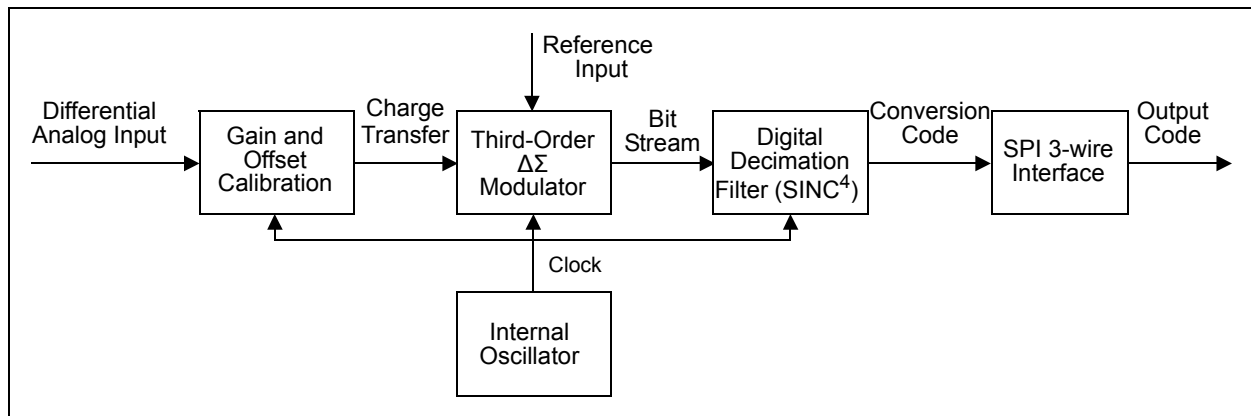 Reference
Input
Differential
Analog Input
Gain and
Offset
Calibration
Charge
Transfer
Third-Order
ΔΣ
Modulator
Bit
Stream
Digital
Decimation
Filter (SINC⁴)
Conversion
Code
SPI 3-wire
Interface
Output
Code
Clock
Internal
Oscillator